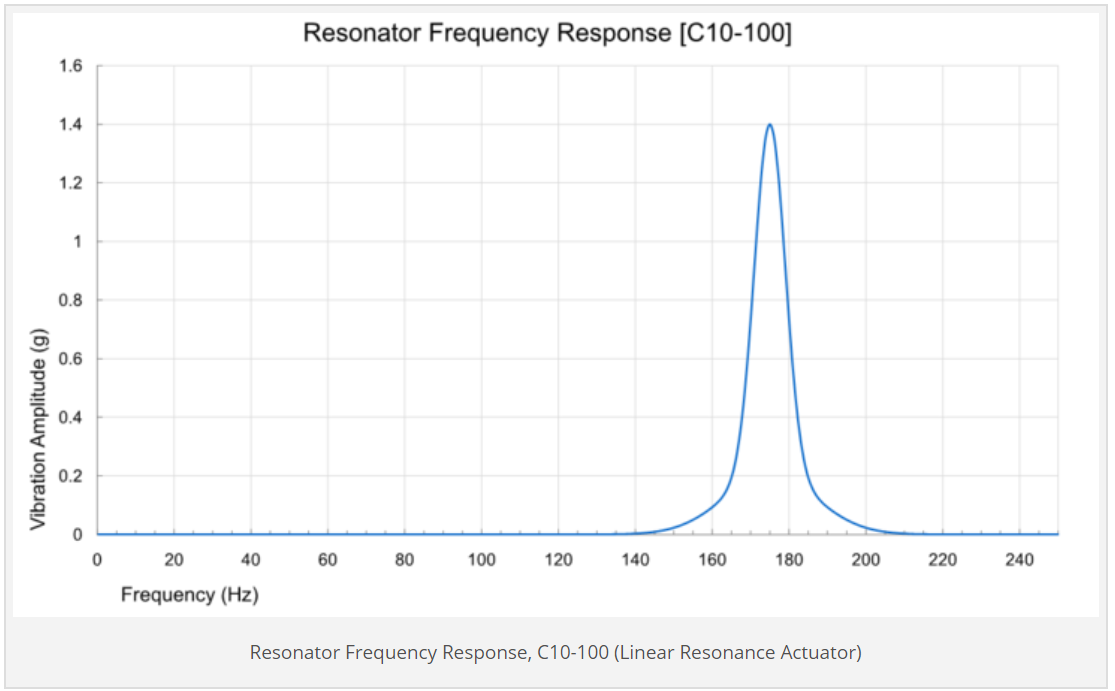 Resonator Frequency Response [C10-100]
1.6
1.4
1.2
1
0.8
0.6
0.4
0.2
0
Vibration Amplitude (g)
0 20 40 60 80 100 120 140 160 180 200 220 240
Frequency (Hz)
Resonator Frequency Response, C10-100 (Linear Resonance Actuator)